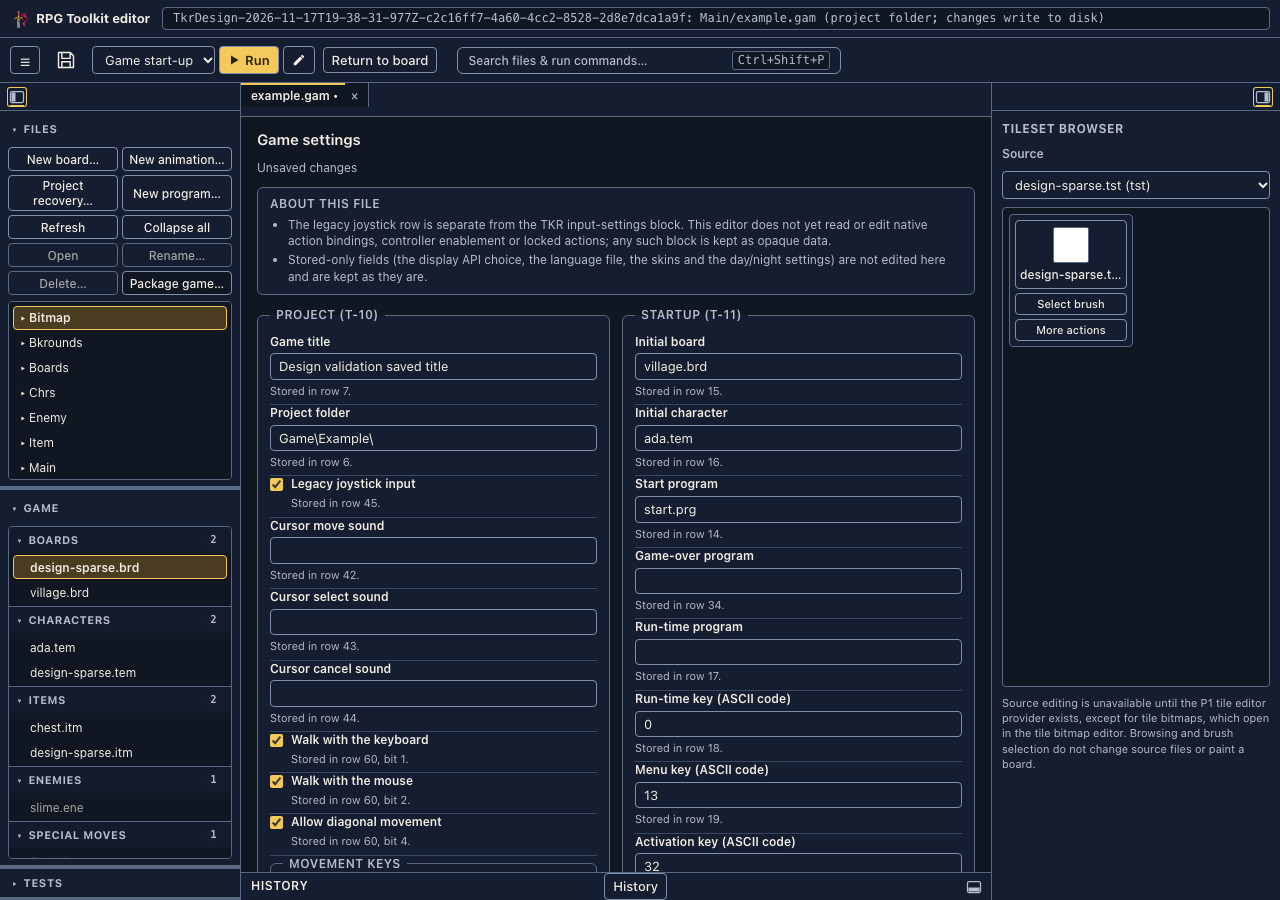 RPG Toolkit editor
TkrDesign-2026-11-17T19-38-31-977Z-c2c16ff7-4a60-4cc2-8528-2d8e7dca1a9f: Main/example.gam (project folder; changes write to disk)
Game start-up
Run
Return to board
Search files & run commands...
Ctrl+Shift+P
FILES
New board...
New animation...
Project recovery...
New program...
Refresh
Collapse all
Open
Rename...
Delete...
Package game...
Bitmap
Bkrounds
Boards
Chrs
Enemy
Item
Main
GAME
BOARDS 2
design-sparse.brd
village.brd
CHARACTERS 2
ada.tem
design-sparse.tem
ITEMS 2
chest.itm
design-sparse.itm
ENEMIES 1
slime.ene
SPECIAL MOVES 1
TESTS
example.gam • ×
Game settings
Unsaved changes
ABOUT THIS FILE
• The legacy joystick row is separate from the TKR input-settings block. This editor does not yet read or edit native
action bindings, controller enablement or locked actions; any such block is kept as opaque data.
• Stored-only fields (the display API choice, the language file, the skins and the day/night settings) are not edited here
and are kept as they are.
PROJECT (T-10)
Game title
Design validation saved title
Stored in row 7.
Project folder
Game\Example\
Stored in row 6.
Legacy joystick input
Stored in row 45.
Cursor move sound
Stored in row 42.
Cursor select sound
Stored in row 43.
Cursor cancel sound
Stored in row 44.
Walk with the keyboard
Stored in row 60, bit 1.
Walk with the mouse
Stored in row 60, bit 2.
Allow diagonal movement
Stored in row 60, bit 4.
MOVEMENT KEYS
STARTUP (T-11)
Initial board
village.brd
Stored in row 15.
Initial character
ada.tem
Stored in row 16.
Start program
start.prg
Stored in row 14.
Game-over program
Stored in row 34.
Run-time program
Stored in row 17.
Run-time key (ASCII code)
0
Stored in row 18.
Menu key (ASCII code)
13
Stored in row 19.
Activation key (ASCII code)
32
HISTORY
History
TILESET BROWSER
Source
design-sparse.tst (tst)
design-sparse.t...
Select brush
More actions
Source editing is unavailable until the P1 tile editor
provider exists, except for tile bitmaps, which open
in the tile bitmap editor. Browsing and brush
selection do not change source files or paint a
board.